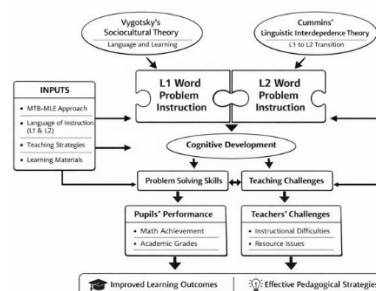 Vygotsky's
Sociocultural Theory
Language and Learning
Cummins'
Linguistic Interdepedence Theory
L1 to L2 Transition
INPUTS
• MTB-MLE Approach
• Language of Instruction
(L1 & L2)
• Teaching Strategies
• Learning Materials
L1 Word
Problem
Instruction
L2 Word
Problem
Instruction
Cognitive Development
Problem Solving Skills
Teaching Challenges
Pupils' Performance
• Math Achievement
• Academic Grades
Teachers' Challenges
• Instructional Difficulties
• Resource Issues
Improved Learning Outcomes
Effective Pedagogical Strategies